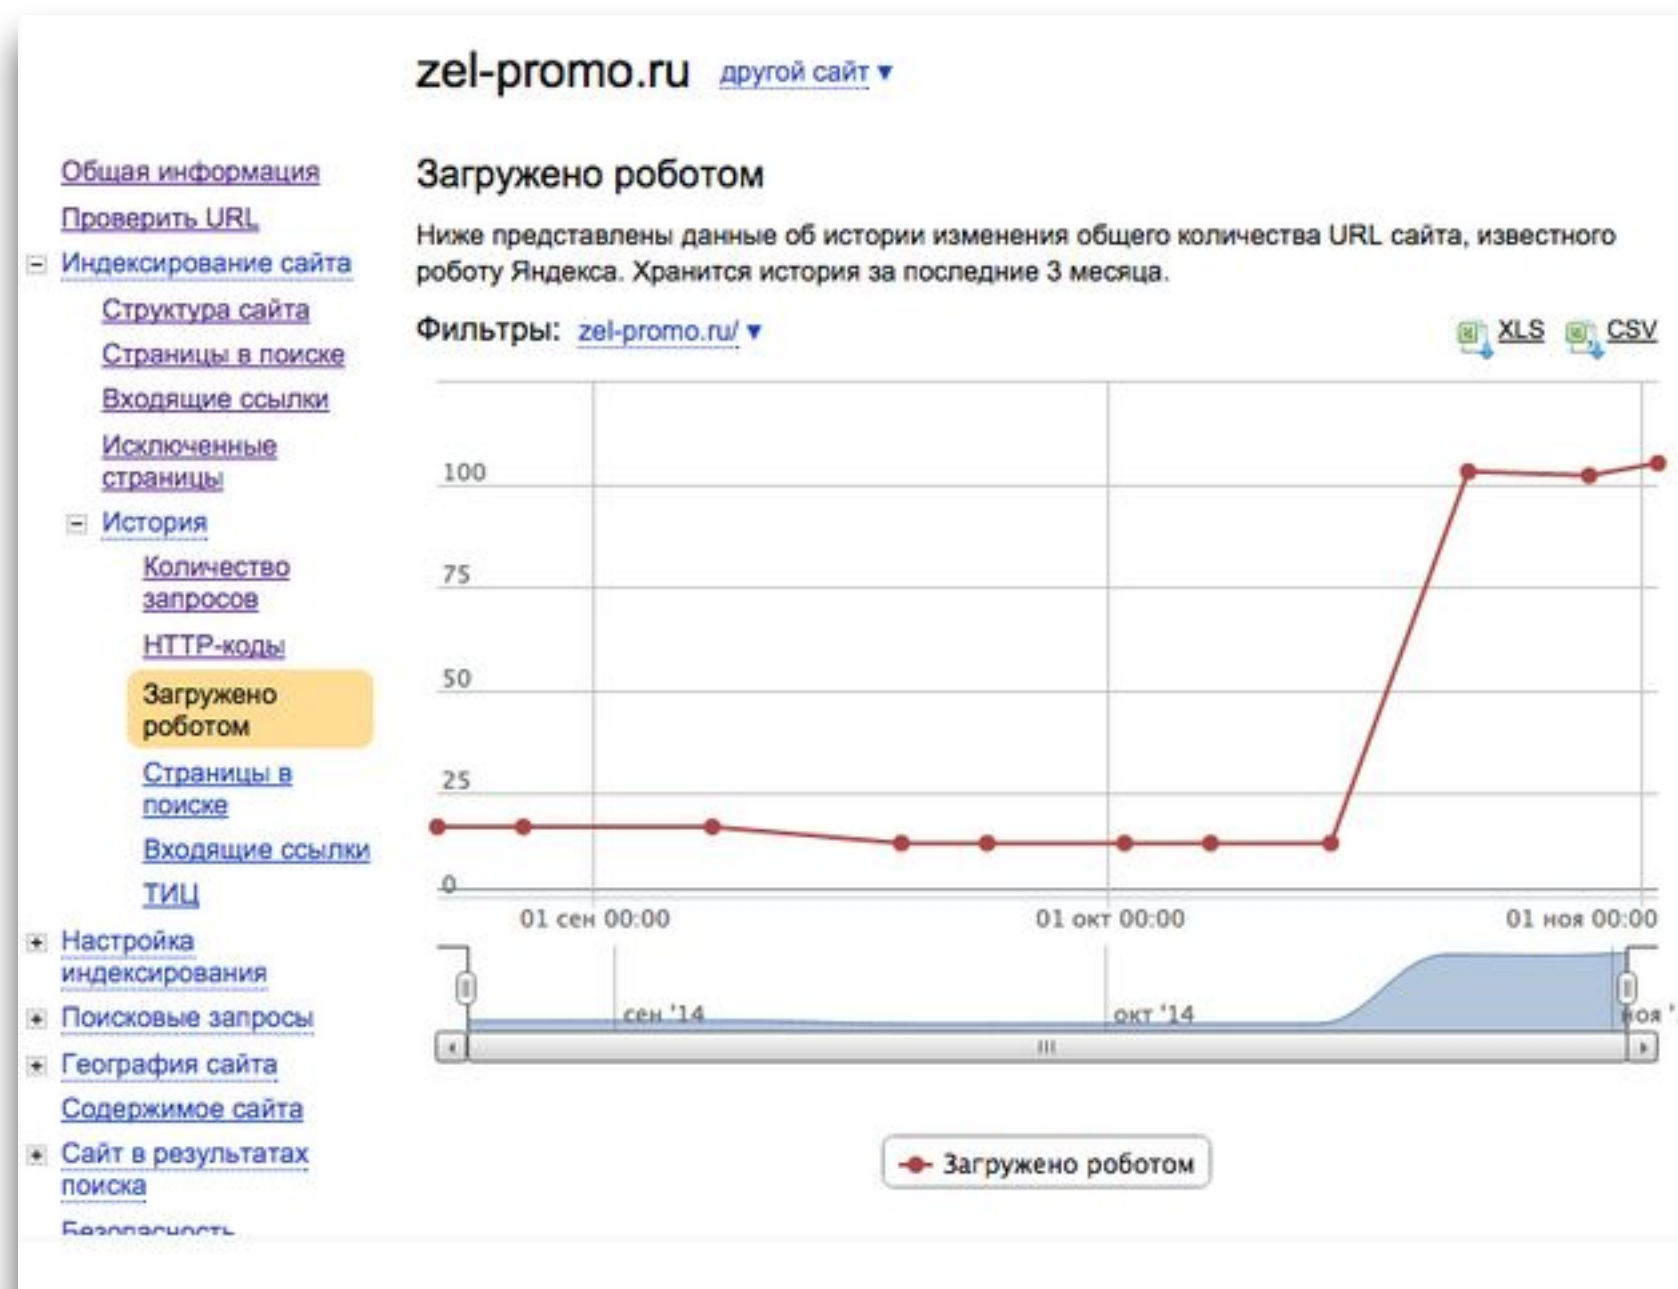 zel-promo.ru другой сайт ▼
Общая информация
Проверить URL
Индексирование сайта
Структура сайта
Страницы в поиске
Входящие ссылки
Исключенные
страницы
История
Количество
запросов
HTTP-коды
Загружено
роботом
Страницы в
поиске
Входящие ссылки
ТИЦ
Настройка
индексирования
Поисковые запросы
География сайта
Содержимое сайта
Сайт в результатах
поиска
Безопасность
Загружено роботом
Ниже представлены данные об истории изменения общего количества URL сайта, известного
роботу Яндекса. Хранится история за последние 3 месяца.
Фильтры: zel-promo.ru/ ▼ XLS CSV
100
75
50
25
0
01 сен 00:00 01 окт 00:00 01 ноя 00:00
сен '14 окт '14 ноя '
Загружено роботом